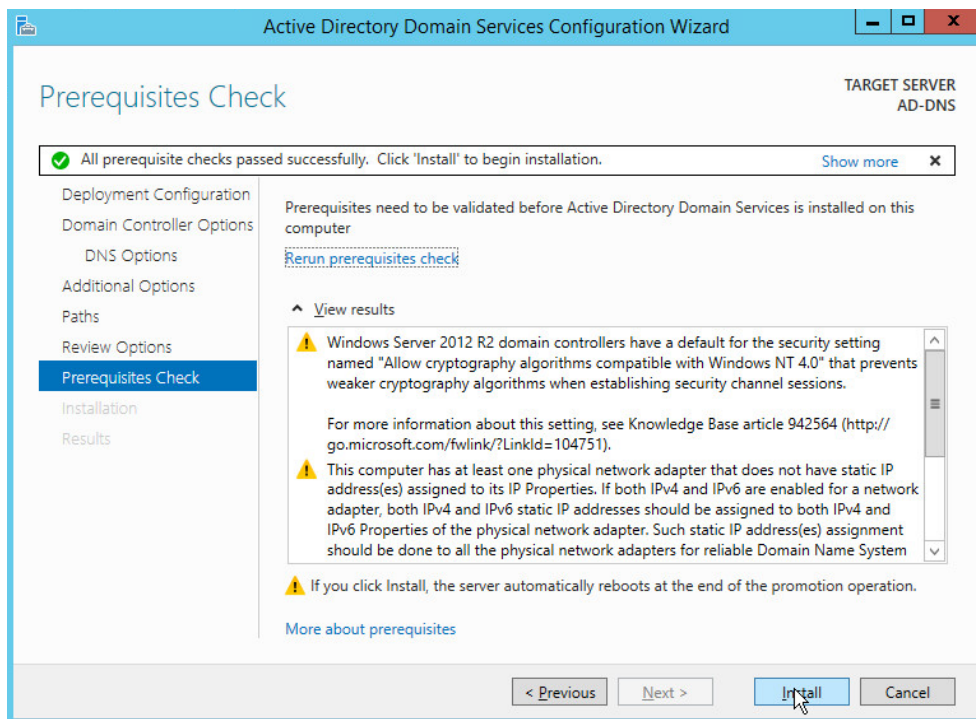 Active Directory Domain Services Configuration Wizard
Prerequisites Check
TARGET SERVER
AD-DNS
All prerequisite checks passed successfully. Click 'Install' to begin installation.
Show more
Deployment Configuration
Domain Controller Options
DNS Options
Additional Options
Paths
Review Options
Prerequisites Check
Installation
Results
Prerequisites need to be validated before Active Directory Domain Services is installed on this
computer
Rerun prerequisites check
View results
Windows Server 2012 R2 domain controllers have a default for the security setting
named "Allow cryptography algorithms compatible with Windows NT 4.0" that prevents
weaker cryptography algorithms when establishing security channel sessions.
For more information about this setting, see Knowledge Base article 942564 (http://
go.microsoft.com/fwlink/?LinkId=104751).
This computer has at least one physical network adapter that does not have static IP
address(es) assigned to its IP Properties. If both IPv4 and IPv6 are enabled for a network
adapter, both IPv4 and IPv6 static IP addresses should be assigned to both IPv4 and
IPv6 Properties of the physical network adapter. Such static IP address(es) assignment
should be done to all the physical network adapters for reliable Domain Name System
If you click Install, the server automatically reboots at the end of the promotion operation.
More about prerequisites
< Previous
Next >
Install
Cancel